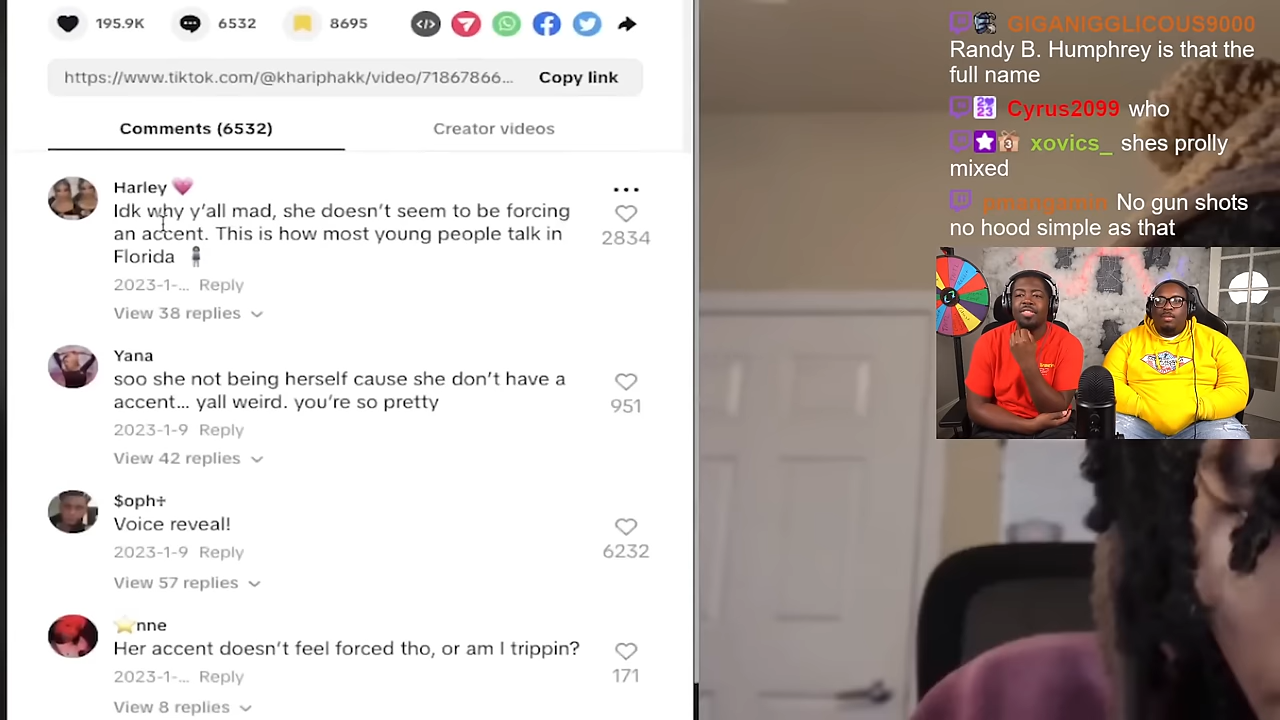 195.9K
6532
8695
https://www.tiktok.com/@khariphakk/video/71867866...
Copy link
Comments (6532)
Creator videos
Harley
Idk why y'all mad, she doesn't seem to be forcing
an accent. This is how most young people talk in
Florida
2834
2023-1-... Reply
View 38 replies
Yana
soo she not being herself cause she don't have a
accent... yall weird. you're so pretty
951
2023-1-9 Reply
View 42 replies
$oph†
Voice reveal!
6232
2023-1-9 Reply
View 57 replies
nne
Her accent doesn't feel forced tho, or am I trippin?
171
2023-1-... Reply
View 8 replies
GIGANIGGLICOUS9000
Randy B. Humphrey is that the
full name
Cyrus2099 who
xovics_ shes prolly
mixed
pmangamin No gun shots
no hood simple as that